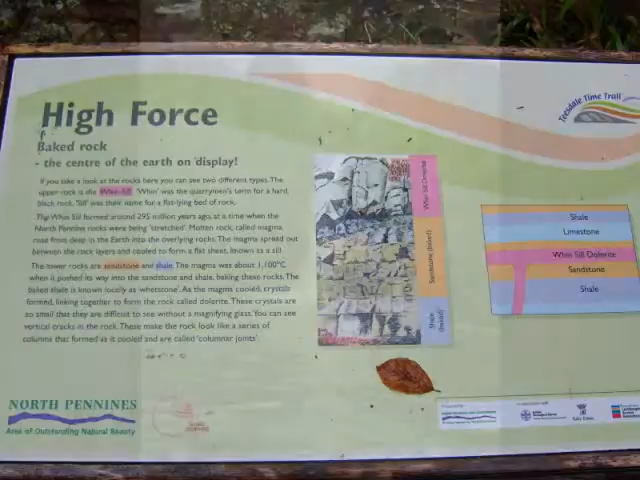 High Force
Baked rock
- the centre of the earth on display!
If you take a look at the rocks here you can see two different types. The
upper rock is the Whin Sill. 'Whin' was the quarrymen's term for a hard,
black rock. 'Sill' was their name for a flat-lying bed of rock.
The Whin Sill formed around 295 million years ago, at a time when the
North Pennine rocks were being 'stretched'. Molten rock, called magma,
rose from deep in the Earth into the overlying rocks. The magma spread out
between the rock layers and cooled to form a flat sheet, known as a sill.
The lower rocks are sandstone and shale. The magma was about 1,100°C
when it pushed its way into the sandstone and shale, baking these rocks. The
baked shale is known locally as 'whetstone'. As the magma cooled, crystals
formed, linking together to form the rock called dolerite. These crystals are
so small that they are difficult to see without a magnifying glass. You can see
vertical cracks in the rock. These make the rock look like a series of
columns that formed as it cooled and are called 'columnar joints'.
Whin Sill Dolerite
Sandstone (baked)
Shale (baked)
Teesdale Time Trail
Shale
Limestone
Whin Sill Dolerite
Sandstone
Shale
NORTH PENNINES
Area of Outstanding Natural Beauty